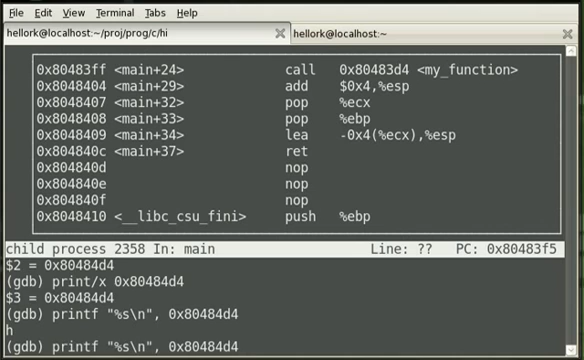 File Edit View Terminal Tabs Help
hellork@localhost:~/proj/prog/c/hi hellork@localhost:~
0x80483ff <main+24> call 0x80483d4 <my_function>
0x8048404 <main+29> add $0x4,%esp
0x8048407 <main+32> pop %ecx
0x8048408 <main+33> pop %ebp
0x8048409 <main+34> lea -0x4(%ecx),%esp
0x804840c <main+37> ret
0x804840d nop
0x804840e nop
0x804840f nop
0x8048410 <__libc_csu_fini> push %ebp
child process 2358 In: main Line: ?? PC: 0x80483f5
$2 = 0x80484d4
(gdb) print/x 0x80484d4
$3 = 0x80484d4
(gdb) printf "%s\n", 0x80484d4
h
(gdb) printf "%s\n", 0x80484d4